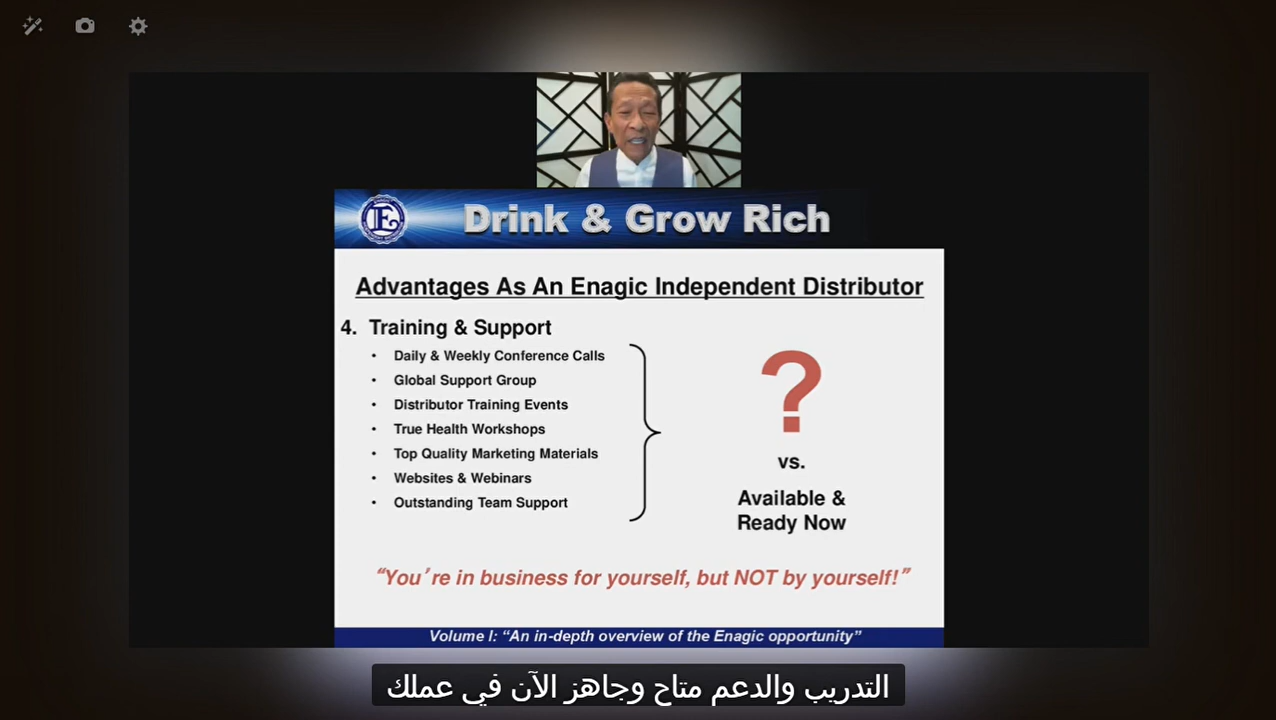 Drink & Grow Rich
E
Advantages As An Enagic Independent Distributor
4. Training & Support
• Daily & Weekly Conference Calls
• Global Support Group
• Distributor Training Events
• True Health Workshops
• Top Quality Marketing Materials
• Websites & Webinars
• Outstanding Team Support
?
vs.
Available &
Ready Now
“You’re in business for yourself, but NOT by yourself!”
Volume I: “An in-depth overview of the Enagic opportunity”
التدريب والدعم متاح وجاهز الآن في عملك